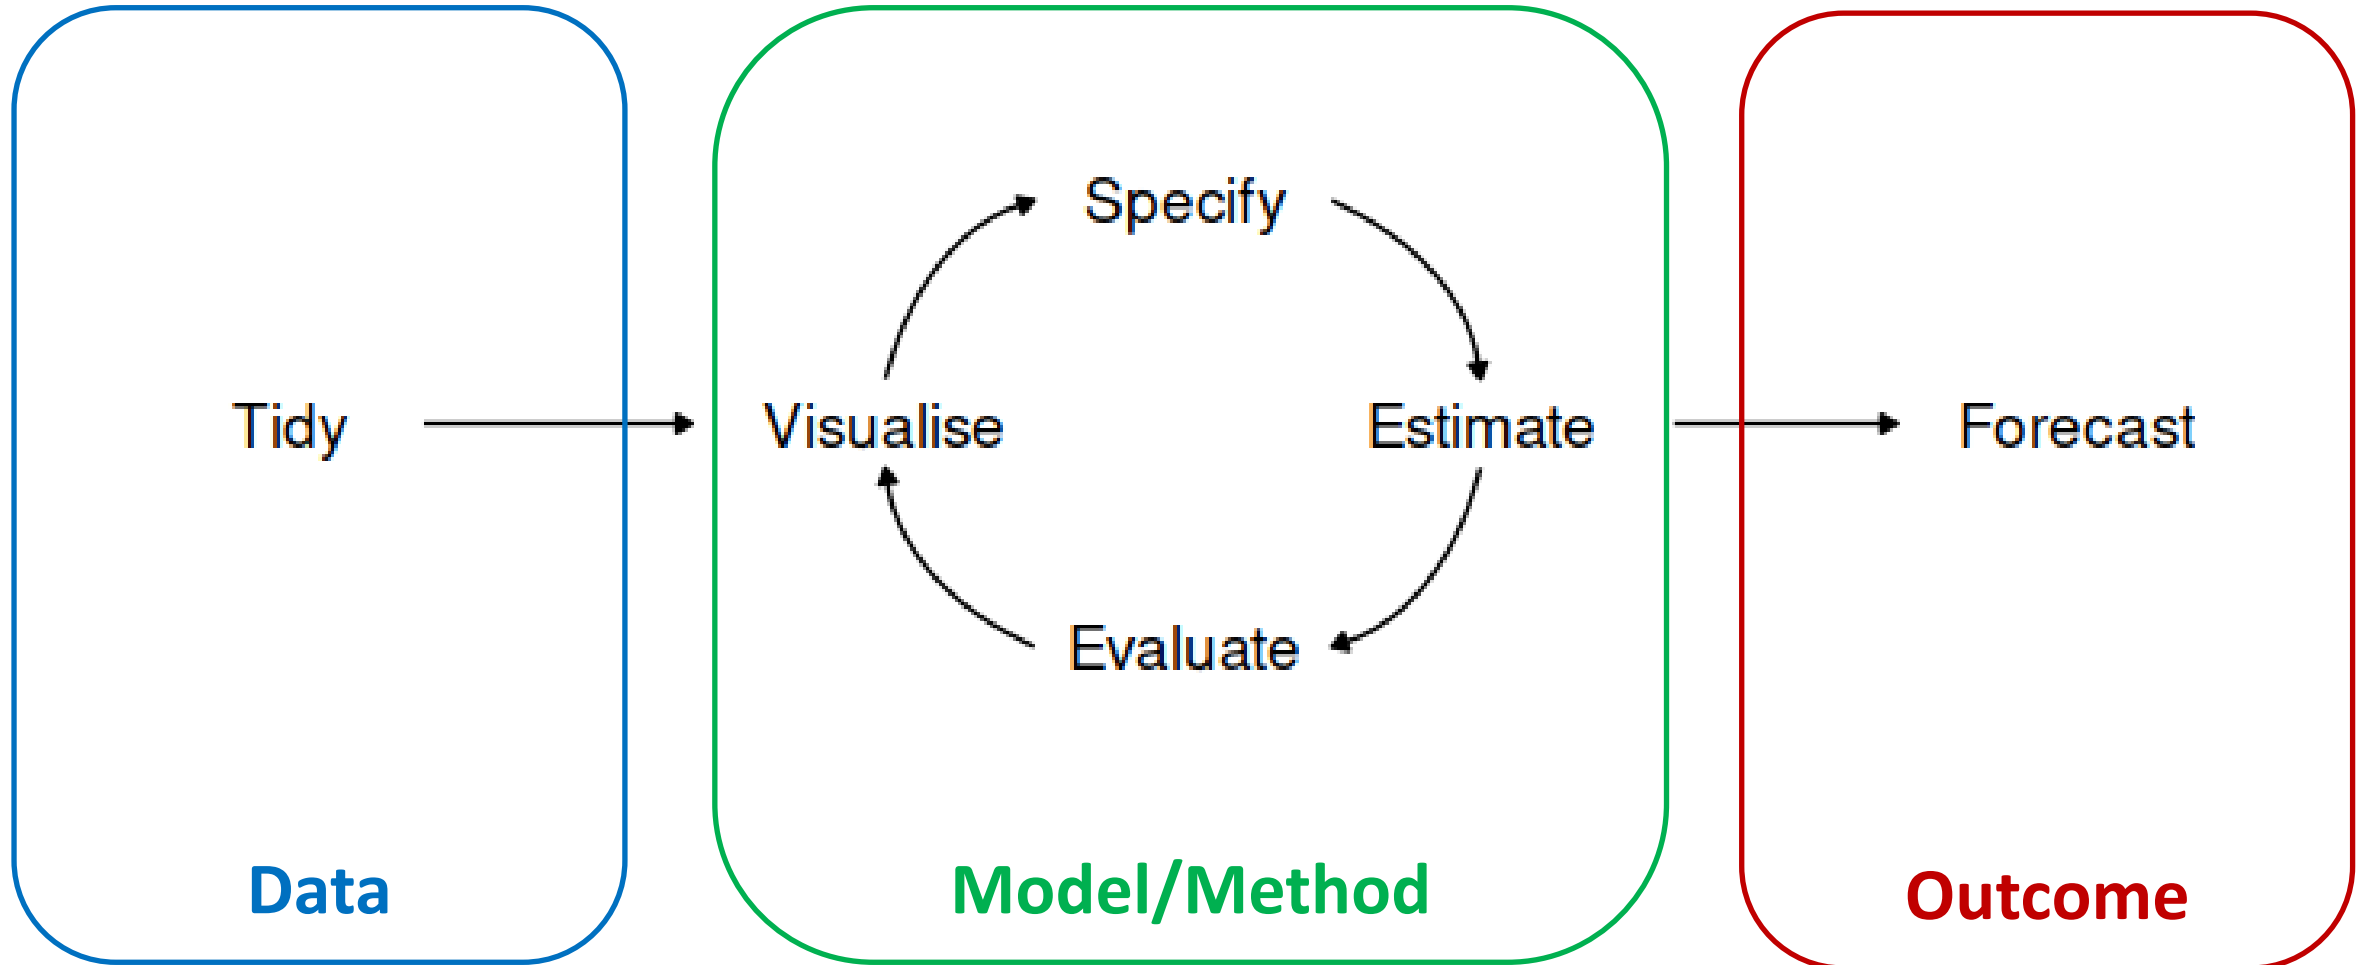 Specify
Tidy
Visualise
Estimate
Forecast
Evaluate
Data
Model/Method
Outcome